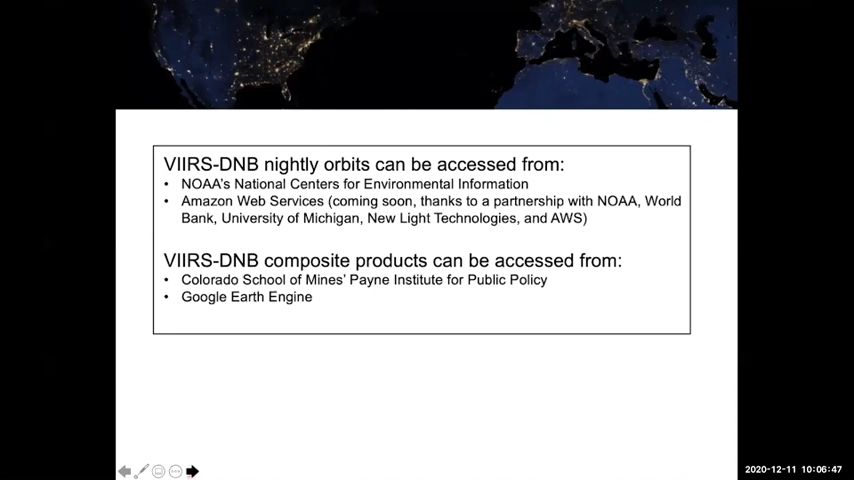 VIIRS-DNB nightly orbits can be accessed from:
• NOAA's National Centers for Environmental Information
• Amazon Web Services (coming soon, thanks to a partnership with NOAA, World
Bank, University of Michigan, New Light Technologies, and AWS)
VIIRS-DNB composite products can be accessed from:
• Colorado School of Mines' Payne Institute for Public Policy
• Google Earth Engine
2020-12-11 10:06:47